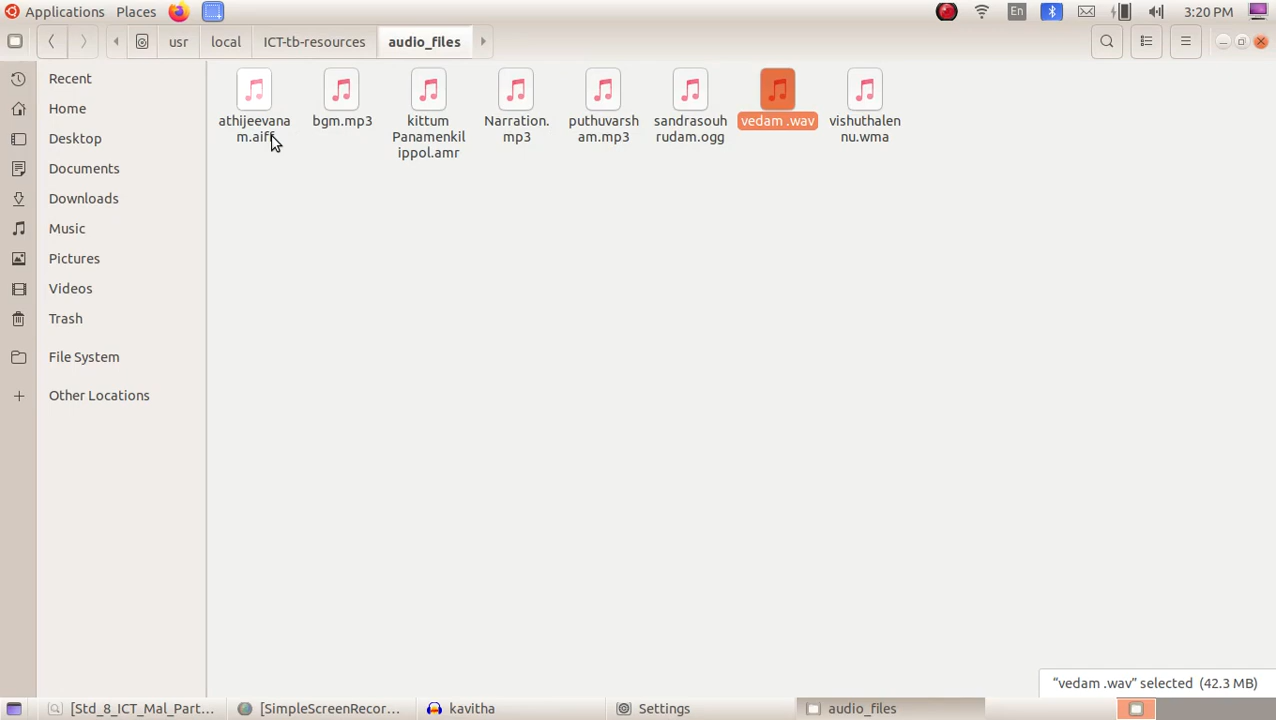 Applications Places En 3:20 PM
usr local ICT-tb-resources audio_files
Recent
Home
Desktop
Documents
Downloads
Music
Pictures
Videos
Trash
File System
Other Locations
athijeevana
m.aiff
bgm.mp3
kittum
Panamenkil
ippol.amr
Narration.
mp3
puthuvarsh
am.mp3
sandrasouh
rudam.ogg
vedam .wav
vishuthalen
nu.wma
“vedam .wav” selected (42.3 MB)
[Std_8_ICT_Mal_Part... [SimpleScreenRecor... kavitha Settings audio_files